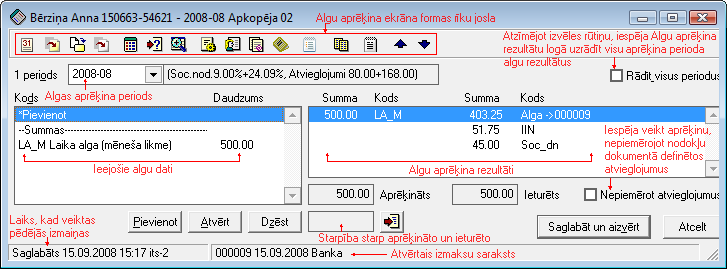 Bērziņa Anna 150663-54621 - 2008-08 Apkopēja 02
Algu aprēķina ekrāna formas rīku josla
31
Atzīmējot izvēles rūtiņu, iespēja Algu aprēķina
rezultātu logā uzrādīt visu aprēķina perioda
algu rezultātus
1 periods 2008-08 (Soc.nod.9.00%+24.09%, Atvieglojumi 80.00+168.00) Rādīt visus periodus
Algas aprēķina periods
Kods Daudzums Summa Kods Summa Kods
*Pievienot 500.00 LA_M 403.25 Alga ->000009
--Summas-- 51.75 IIN
LA_M Laika alga (mēneša likme) 500.00 45.00 Soc_dn
Iespēja veikt aprēķinu,
nepiemērojot nodokļu
dokumentā definētos
atvieglojumus
Ieejošie algu dati Algu aprēķina rezultāti
500.00 Aprēķināts 500.00 Ieturēts Nepiemērot atvieglojumus
Laiks, kad veiktas
pēdējās izmaiņas
Pievienot Atvērt Dzēst Saglabāt un aizvērt Atcelt
Starpība starp aprēķināto un ieturēto
Saglabāts 15.09.2008 15:17 its-2 000009 15.09.2008 Banka Atvērtais izmaksu saraksts